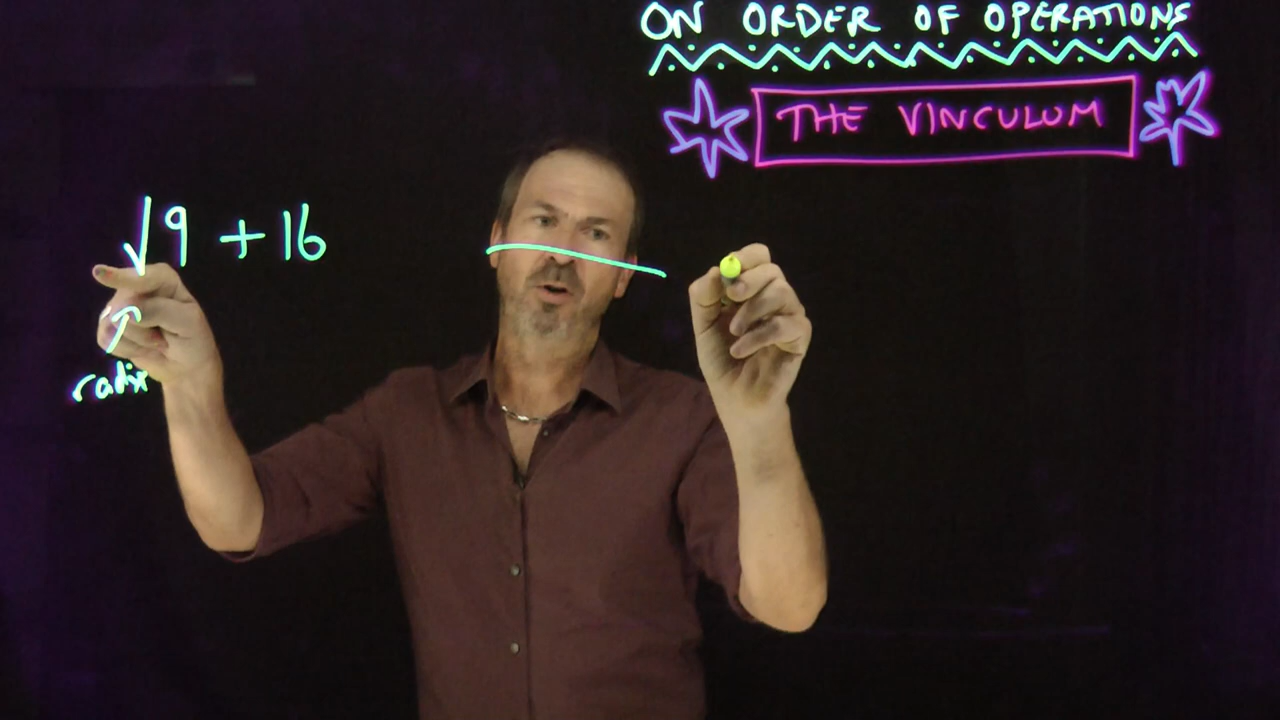 ON ORDER OF OPERATIONS
THE VINCULUM
√9 + 16
radix